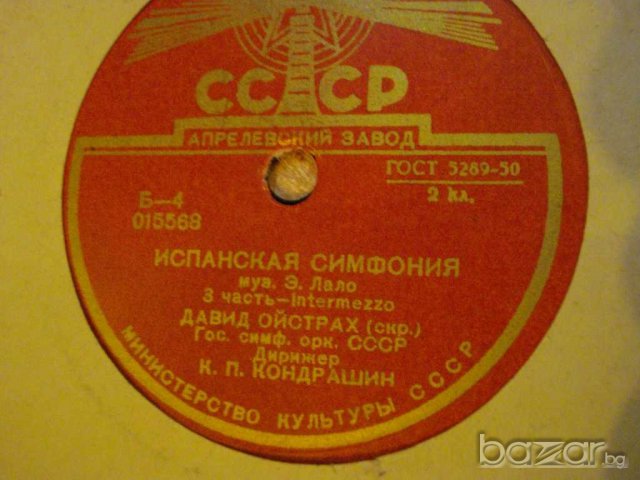 СССР
АПРЕЛЕВСКИЙ ЗАВОД
ГОСТ 5289-50
2 кл.
Б-4
015568
ИСПАНСКАЯ СИМФОНИЯ
муз. Э. Лало
3 часть-Intermezzo
ДАВИД ОЙСТРАХ (скр.)
Гос. симф. орк. СССР
Дирижер
К. П. КОНДРАШИН
МИНИСТЕРСТВО КУЛЬТУРЫ СССР
bazar.bg